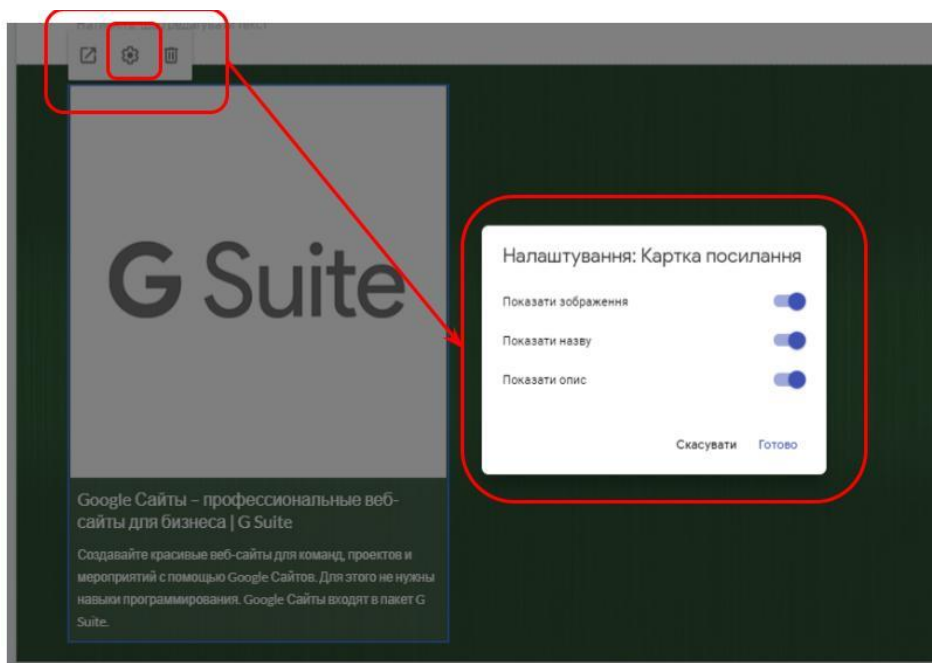 текст
G Suite
Налаштування: Картка посилання
Показати зображення
Показати назву
Показати опис
Скасувати Готово
Google Сайты – профессиональные веб-
сайты для бизнеса | G Suite
Создавайте красивые веб-сайты для команд, проектов и
мероприятий с помощью Google Сайтов. Для этого не нужны
навыки программирования. Google Сайты входят в пакет G
Suite.